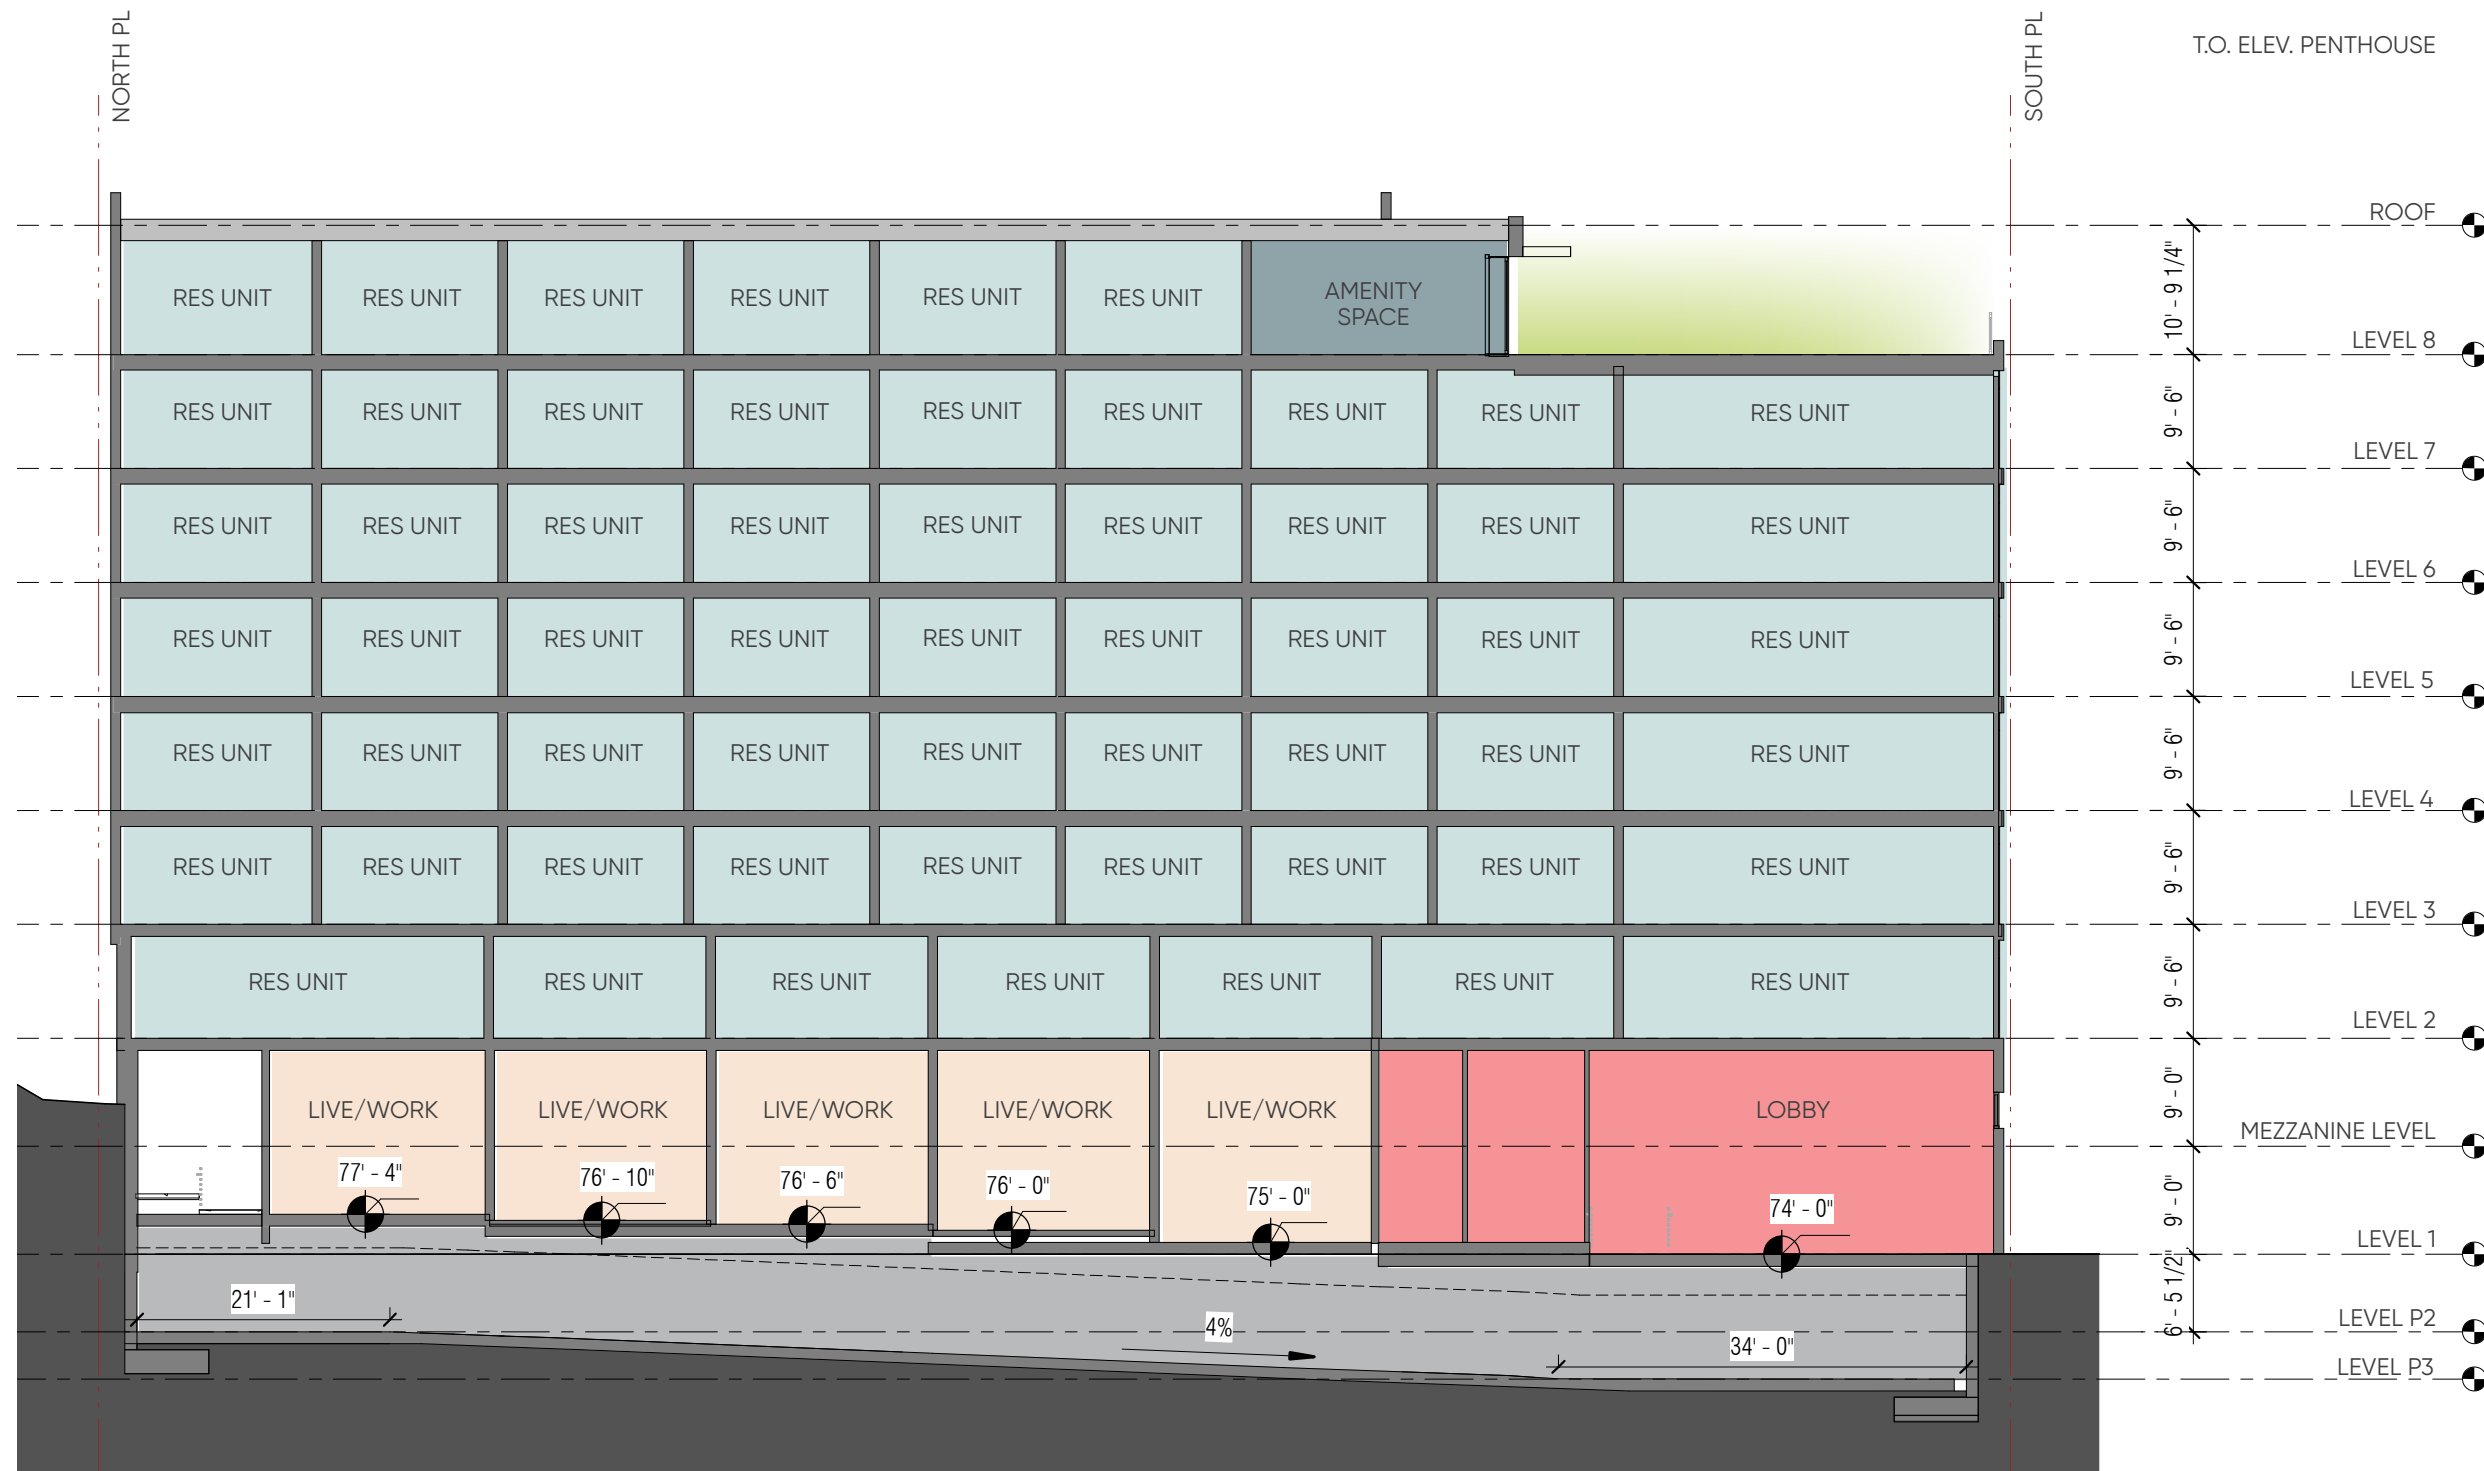 NORTH PL
SOUTH PL
T.O. ELEV. PENTHOUSE
ROOF
10' - 9 1/4"
RES UNIT RES UNIT RES UNIT RES UNIT RES UNIT RES UNIT
AMENITY
SPACE
LEVEL 8
9' - 6"
RES UNIT RES UNIT RES UNIT RES UNIT RES UNIT RES UNIT RES UNIT RES UNIT RES UNIT
LEVEL 7
9' - 6"
RES UNIT RES UNIT RES UNIT RES UNIT RES UNIT RES UNIT RES UNIT RES UNIT RES UNIT
LEVEL 6
9' - 6"
RES UNIT RES UNIT RES UNIT RES UNIT RES UNIT RES UNIT RES UNIT RES UNIT RES UNIT
LEVEL 5
9' - 6"
RES UNIT RES UNIT RES UNIT RES UNIT RES UNIT RES UNIT RES UNIT RES UNIT RES UNIT
LEVEL 4
9' - 6"
RES UNIT RES UNIT RES UNIT RES UNIT RES UNIT RES UNIT RES UNIT RES UNIT RES UNIT
LEVEL 3
9' - 6"
RES UNIT RES UNIT RES UNIT RES UNIT RES UNIT RES UNIT RES UNIT
LEVEL 2
9' - 0"
LIVE/WORK LIVE/WORK LIVE/WORK LIVE/WORK LIVE/WORK LOBBY
MEZZANINE LEVEL
9' - 0"
77' - 4" 76' - 10" 76' - 6" 76' - 0" 75' - 0" 74' - 0"
LEVEL 1
6' - 5 1/2"
21' - 1"
LEVEL P2
4%
34' - 0"
LEVEL P3